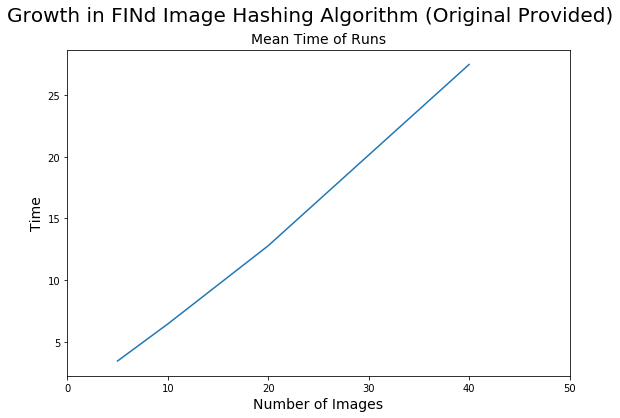 Growth in FINd Image Hashing Algorithm (Original Provided)
Mean Time of Runs
25
20
15
10
5
Time
0 10 20 30 40 50
Number of Images